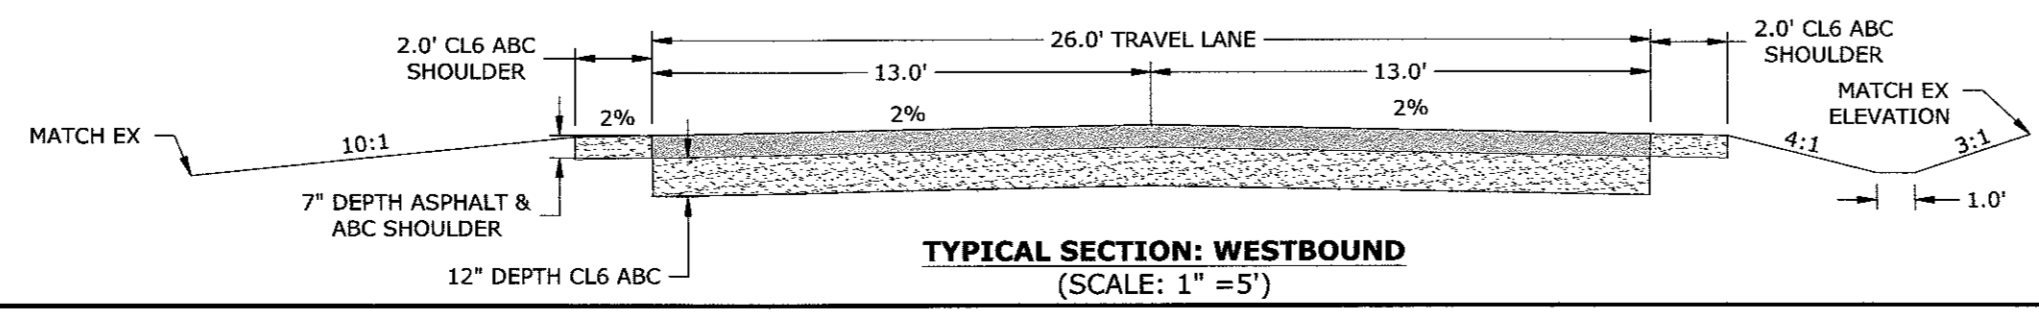 2.0' CL6 ABC
SHOULDER
26.0' TRAVEL LANE
2.0' CL6 ABC
SHOULDER
13.0'
13.0'
MATCH EX
ELEVATION
MATCH EX
10:1
2%
2%
2%
4:1
3:1
7" DEPTH ASPHALT &
ABC SHOULDER
1.0'
12" DEPTH CL6 ABC
TYPICAL SECTION: WESTBOUND
(SCALE: 1" =5')